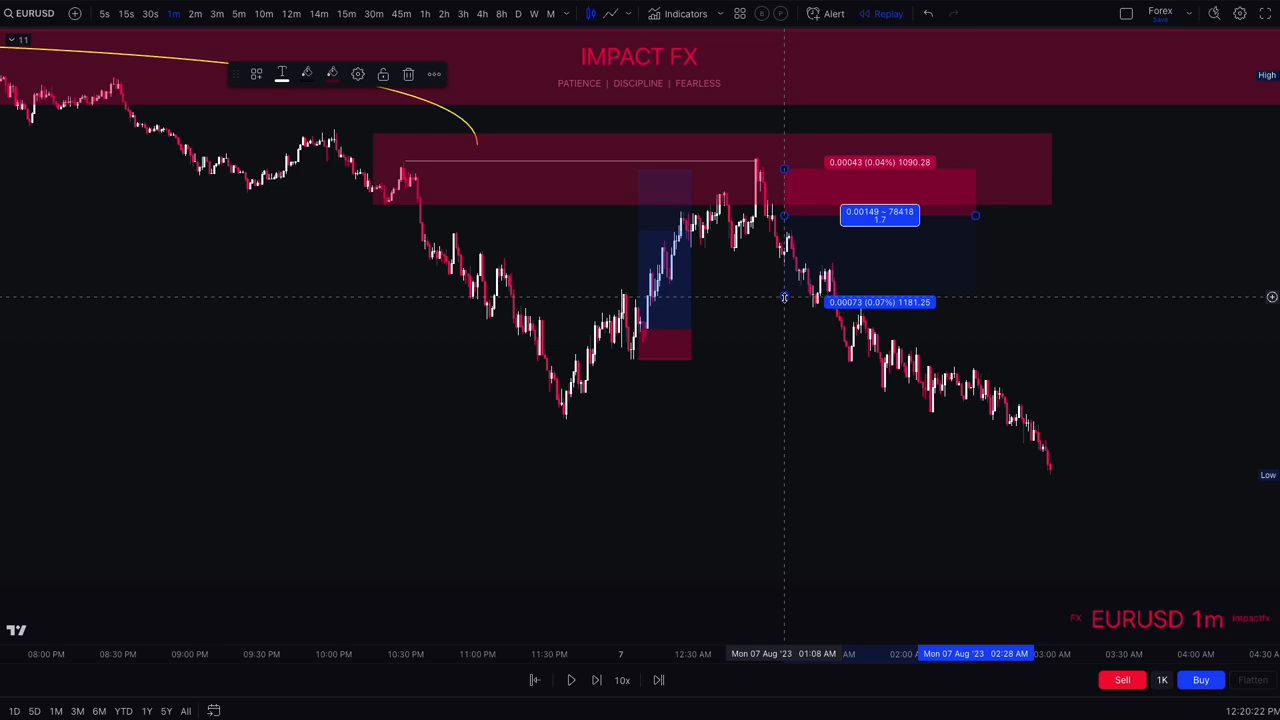 EURUSD 5s 15s 30s 1m 2m 3m 5m 10m 12m 14m 15m 30m 45m 1h 2h 3h 4h 8h D W M Indicators B P Alert Replay Forex
Save
11
IMPACT FX
PATIENCE | DISCIPLINE | FEARLESS
High
0.00043 (0.04%) 1090.28
0.00149 ~ 78418
1.7
0.00073 (0.07%) 1181.25
Low
FX EURUSD 1m impactfx
08:00 PM 08:30 PM 09:00 PM 09:30 PM 10:00 PM 10:30 PM 11:00 PM 11:30 PM 7 12:30 AM Mon 07 Aug '23 01:08 AM AM 02:00 Mon 07 Aug '23 02:28 AM 03:00 AM 03:30 AM 04:00 AM 04:30
10x Sell 1K Buy Flatten
1D 5D 1M 3M 6M YTD 1Y 5Y All 12:20:22